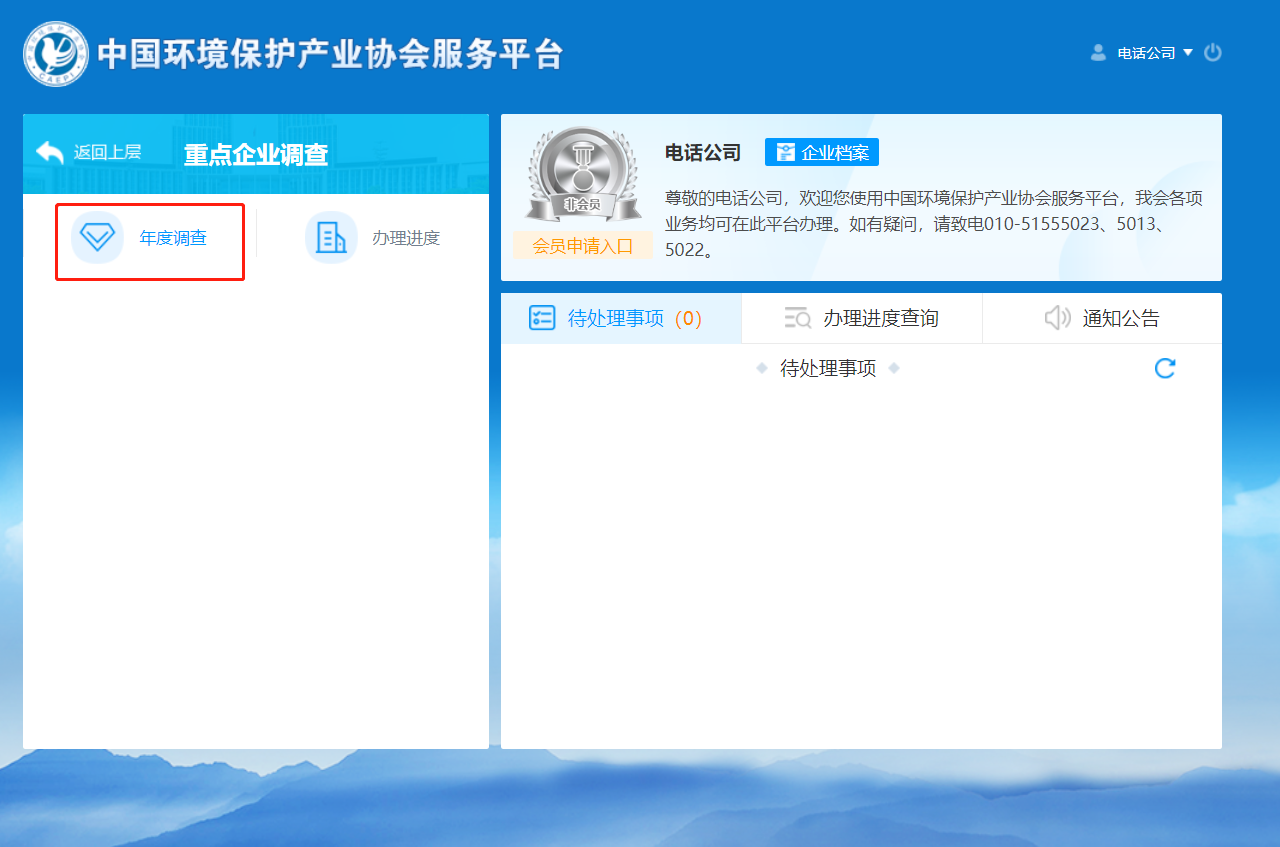 中国环境保护产业协会服务平台
电话公司
返回上层
重点企业调查
年度调查
办理进度
非会员
会员申请入口
电话公司
企业档案
尊敬的电话公司，欢迎您使用中国环境保护产业协会服务平台，我会各项
业务均可在此平台办理。如有疑问，请致电010-51555023、5013、
5022。
待处理事项（0）
办理进度查询
通知公告
待处理事项